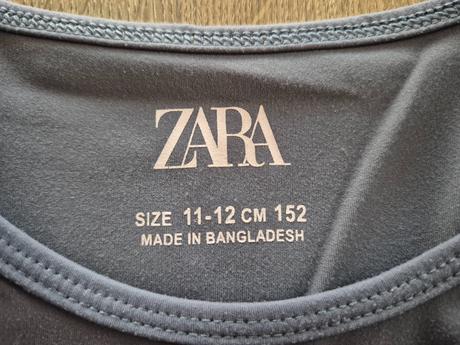 ZARA
SIZE 11-12 CM 152
MADE IN BANGLADESH